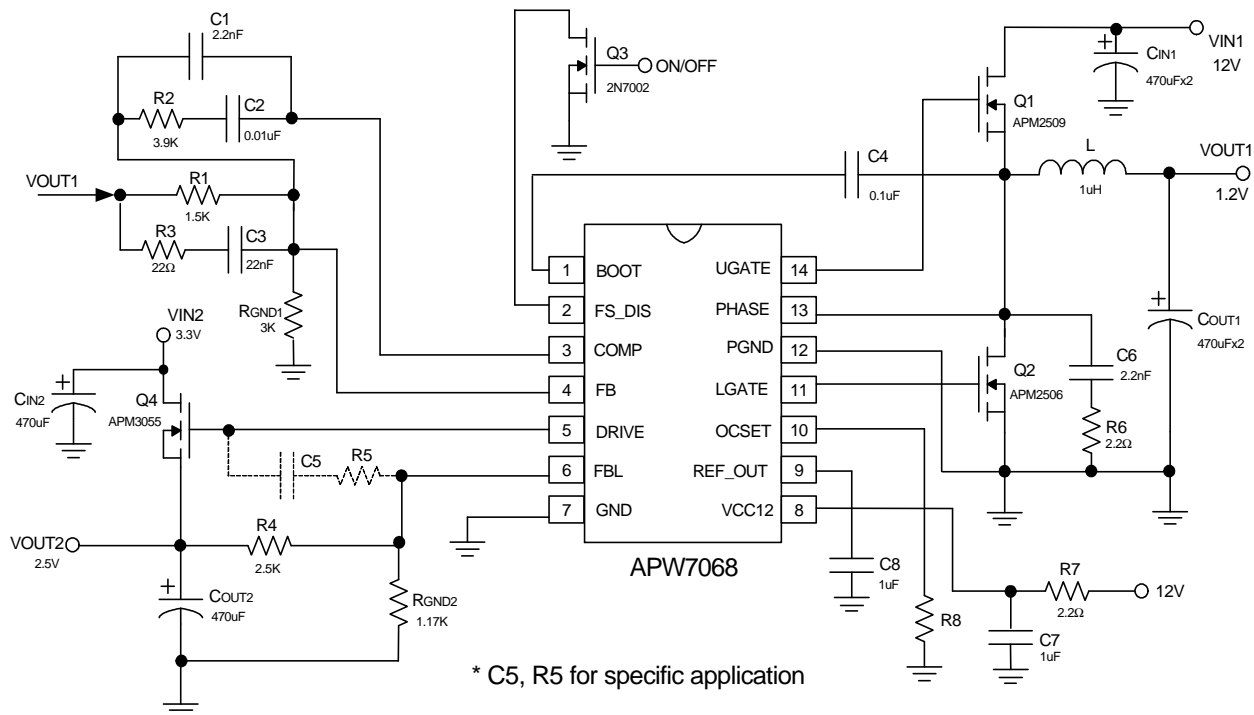 C1
2.2nF
R2
3.9K
C2
0.01uF
VOUT1
R1
1.5K
R3
22Ω
C3
22nF
RGND1
3K
VIN2
3.3V
CIN2
470uF
Q4
APM3055
C5
R5
VOUT2
2.5V
R4
2.5K
COUT2
470uF
RGND2
1.17K
Q3
2N7002
ON/OFF
C4
0.1uF
1 BOOT
2 FS_DIS
3 COMP
4 FB
5 DRIVE
6 FBL
7 GND
UGATE 14
PHASE 13
PGND 12
LGATE 11
OCSET 10
REF_OUT 9
VCC12 8
APW7068
Q1
APM2509
CIN1
470uFx2
VIN1
12V
L
1uH
VOUT1
1.2V
COUT1
470uFx2
Q2
APM2506
C6
2.2nF
R6
2.2Ω
C8
1uF
R8
R7
2.2Ω
12V
C7
1uF
* C5, R5 for specific application